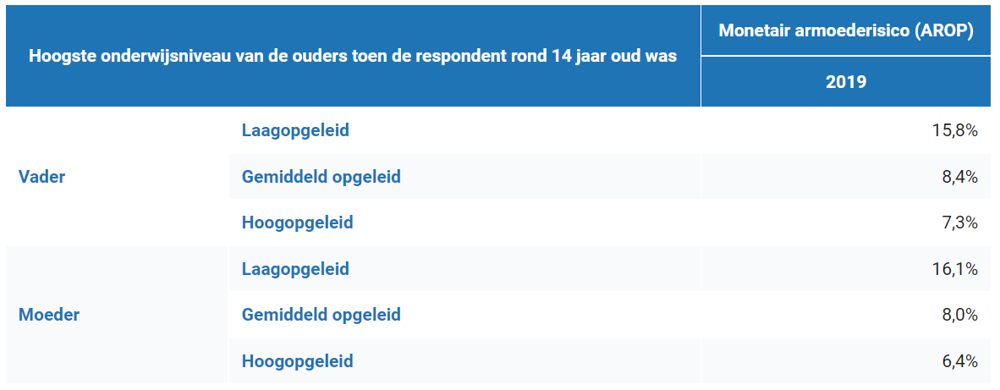 Hoogste onderwijsniveau van de ouders toen de respondent rond 14 jaar oud was
Monetair armoederisico (AROP)
2019
Vader
Laagopgeleid 15,8%
Gemiddeld opgeleid 8,4%
Hoogopgeleid 7,3%
Moeder
Laagopgeleid 16,1%
Gemiddeld opgeleid 8,0%
Hoogopgeleid 6,4%